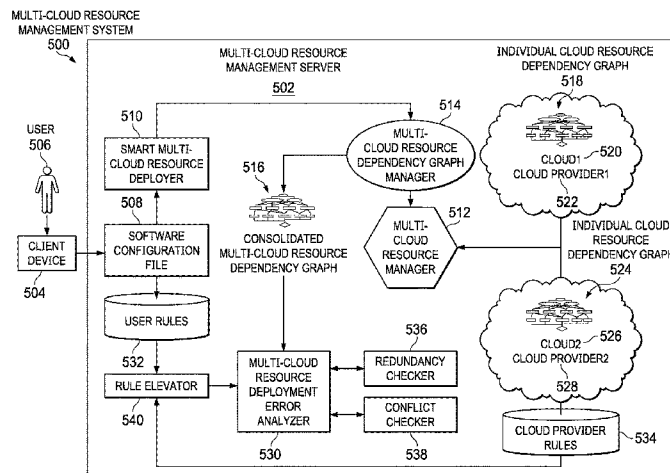 MULTI-CLOUD RESOURCE
MANAGEMENT SYSTEM
500
MULTI-CLOUD RESOURCE
MANAGEMENT SERVER
502
INDIVIDUAL CLOUD RESOURCE
DEPENDENCY GRAPH
518
CLOUD1
520
CLOUD PROVIDER1
522
USER
506
510
SMART MULTI-
CLOUD RESOURCE
DEPLOYER
514
MULTI-
CLOUD RESOURCE
DEPENDENCY GRAPH
MANAGER
516
508
SOFTWARE
CONFIGURATION
FILE
CONSOLIDATED
MULTI-CLOUD RESOURCE
DEPENDENCY GRAPH
512
MULTI-
CLOUD
RESOURCE
MANAGER
INDIVIDUAL CLOUD
RESOURCE
DEPENDENCY GRAPH
524
CLIENT
DEVICE
504
CLOUD2
526
CLOUD PROVIDER2
528
USER RULES
532
536
REDUNDANCY
CHECKER
RULE ELEVATOR
540
MULTI-CLOUD
RESOURCE
DEPLOYMENT
ERROR
ANALYZER
530
CONFLICT
CHECKER
538
CLOUD PROVIDER
RULES
534